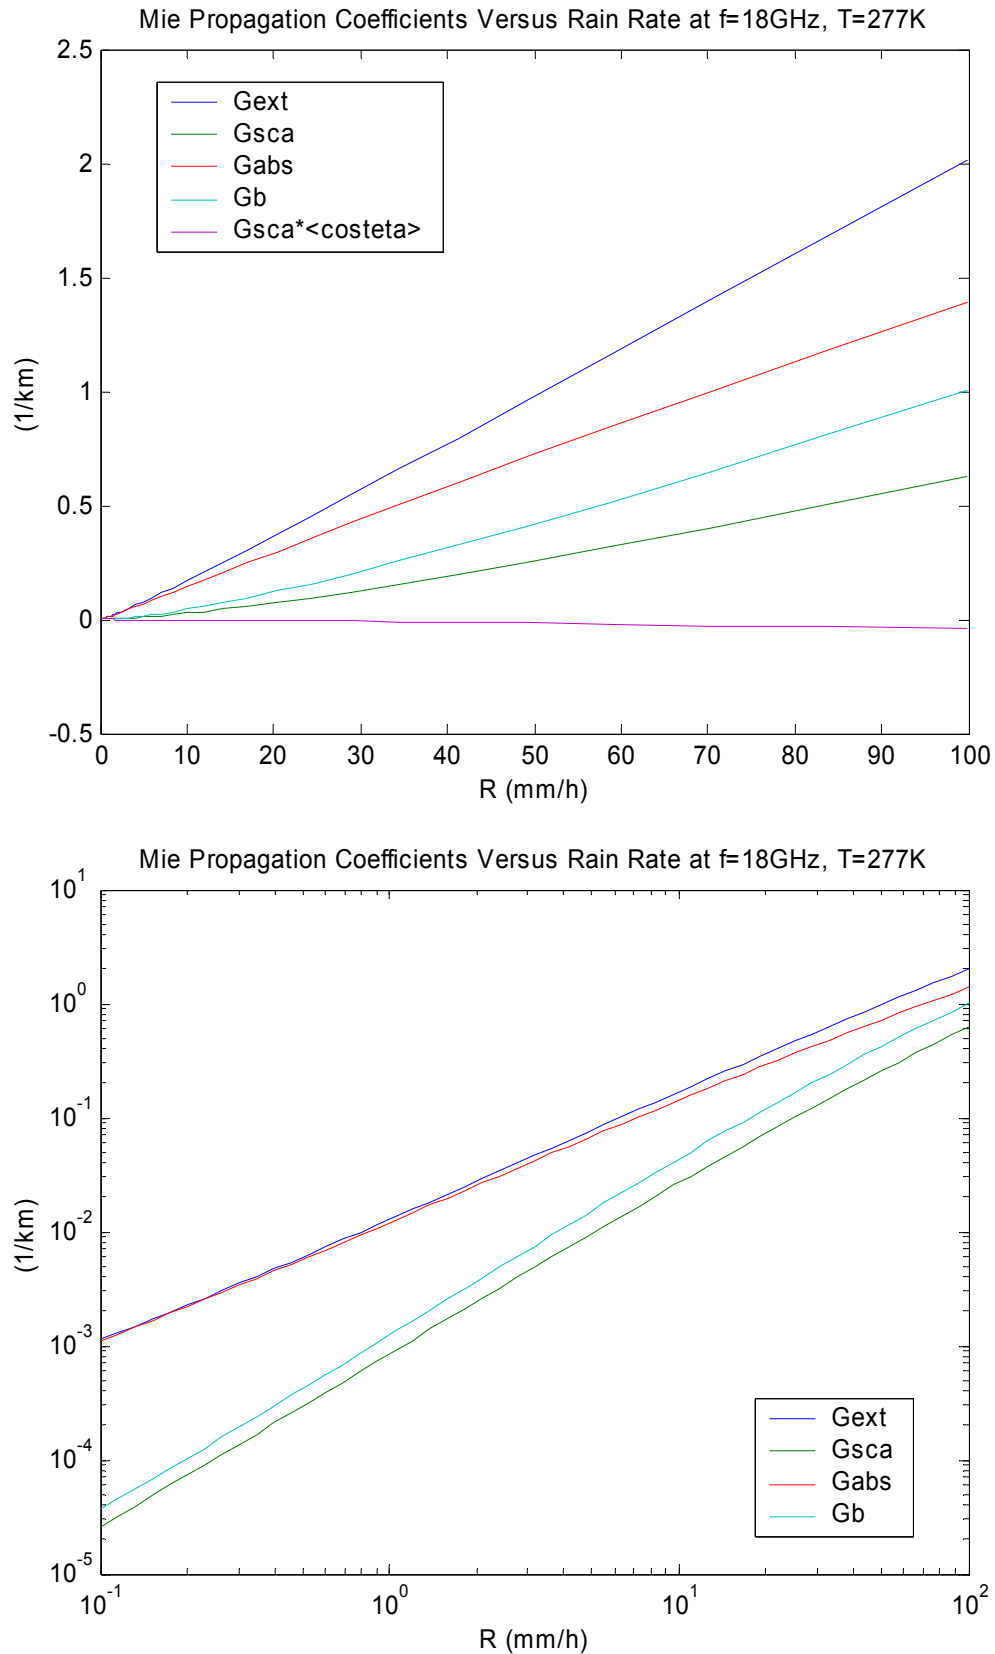 Mie Propagation Coefficients Versus Rain Rate at f=18GHz, T=277K
2.5
2
1.5
1
0.5
0
-0.5
(1/km)
Gext
Gsca
Gabs
Gb
Gsca*<costeta>
0 10 20 30 40 50 60 70 80 90 100
R (mm/h)
Mie Propagation Coefficients Versus Rain Rate at f=18GHz, T=277K
10^1
10^0
10^-1
10^-2
10^-3
10^-4
10^-5
(1/km)
Gext
Gsca
Gabs
Gb
10^-1 10^0 10^1 10^2
R (mm/h)